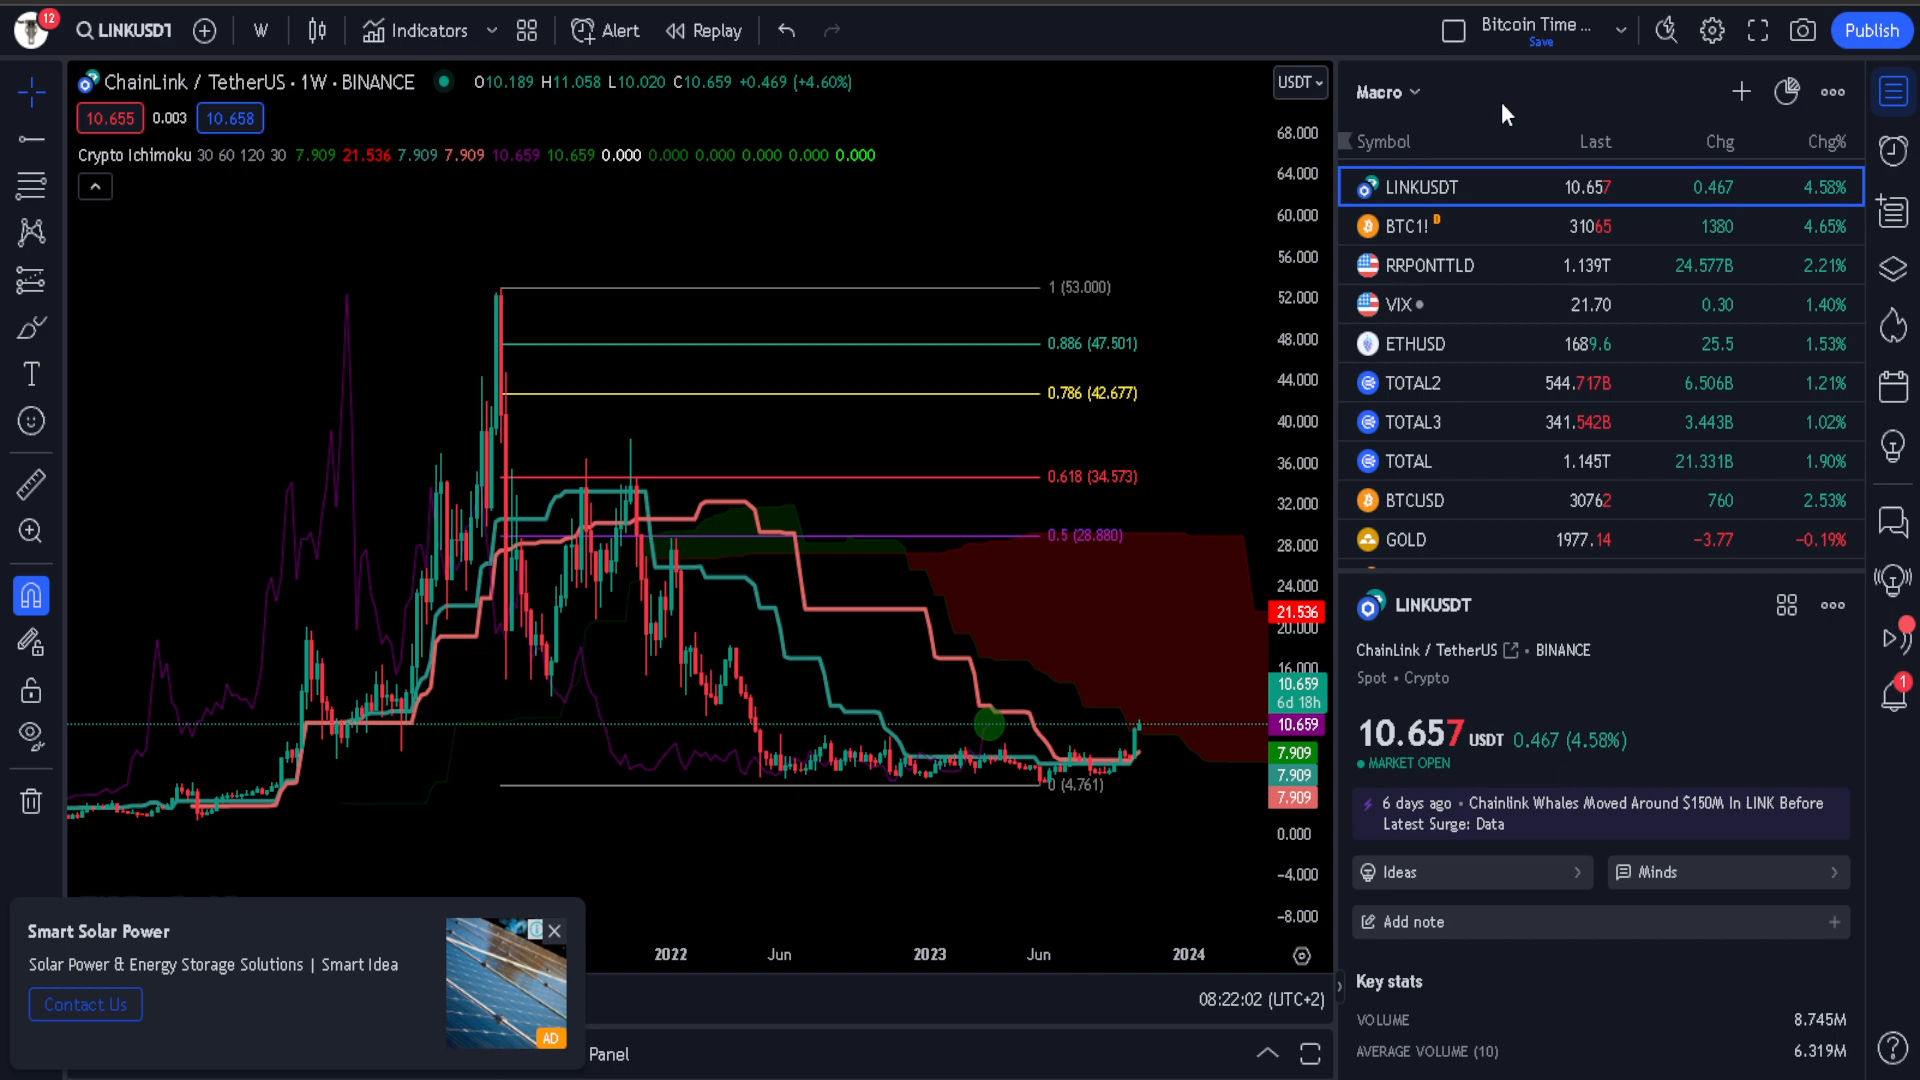 12
LINKUSDT
W
Indicators
Alert
Replay
Bitcoin Time ...
Save
Publish
ChainLink / TetherUS · 1W · BINANCE
O10.189 H11.058 L10.020 C10.659 +0.469 (+4.60%)
USDT
10.655
0.003
10.658
Crypto Ichimoku 30 60 120 30 7.909 21.536 7.909 7.909 10.659 10.659 0.000 0.000 0.000 0.000 0.000 0.000
68.000
64.000
60.000
56.000
52.000
48.000
44.000
40.000
36.000
32.000
28.000
24.000
21.536
20.000
16.000
10.659
6d 18h
10.659
7.909
7.909
7.909
0.000
−4.000
−8.000
1 (53.000)
0.886 (47.501)
0.786 (42.677)
0.618 (34.573)
0.5 (28.880)
0 (4.761)
2022
Jun
2023
Jun
2024
08:22:02 (UTC+2)
Panel
Smart Solar Power
Solar Power & Energy Storage Solutions | Smart Idea
Contact Us
AD
Macro
Symbol Last Chg Chg%
LINKUSDT 10.657 0.467 4.58%
BTC1! D 31065 1380 4.65%
RRPONTTLD 1.139T 24.577B 2.21%
VIX 21.70 0.30 1.40%
ETHUSD 1689.6 25.5 1.53%
TOTAL2 544.717B 6.506B 1.21%
TOTAL3 341.542B 3.443B 1.02%
TOTAL 1.145T 21.331B 1.90%
BTCUSD 30762 760 2.53%
GOLD 1977.14 −3.77 −0.19%
LINKUSDT
ChainLink / TetherUS • BINANCE
Spot • Crypto
10.657 USDT 0.467 (4.58%)
MARKET OPEN
6 days ago • Chainlink Whales Moved Around $150M In LINK Before
Latest Surge: Data
Ideas
Minds
Add note
Key stats
VOLUME 8.745M
AVERAGE VOLUME (10) 6.319M
1